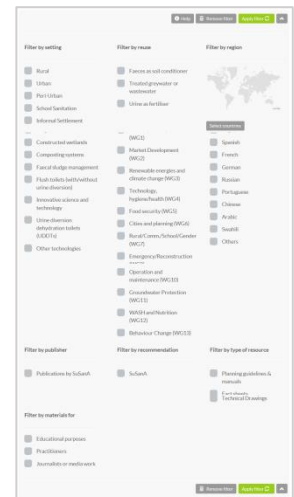 Help
Remove filter
Apply filter
Filter by setting
Rural
Urban
Peri-Urban
School Sanitation
Informal Settlement
Filter by reuse
Faeces as soil conditioner
Treated greywater or
wastewater
Urine as fertiliser
Filter by region
Select countries
Constructed wetlands
Composting systems
Faecal sludge management
Flush toilets (with/without
urine diversion)
Innovative science and
technology
Urine diversion
dehydration toilets
(UDDTs)
Other technologies
(WG1)
Market Development
(WG2)
Renewable energies and
climate change (WG3)
Technology,
hygiene/health (WG4)
Food security (WG5)
Cities and planning (WG6)
Rural/Comm./School/Gender
(WG7)
Emergence/Reconstruction
Operation and
maintenance (WG10)
Groundwater Protection
(WG11)
WASH and Nutrition
(WG12)
Behaviour Change (WG13)
Spanish
French
German
Russian
Portuguese
Chinese
Arabic
Swahili
Others
Filter by publisher
Publications by SuSanA
Filter by recommendation
SuSanA
Filter by type of resource
Planning guidelines &
manuals
Fact sheets
Technical Drawings
Filter by materials for
Educational purposes
Practitioners
Journalists or media work
Remove filter
Apply filter